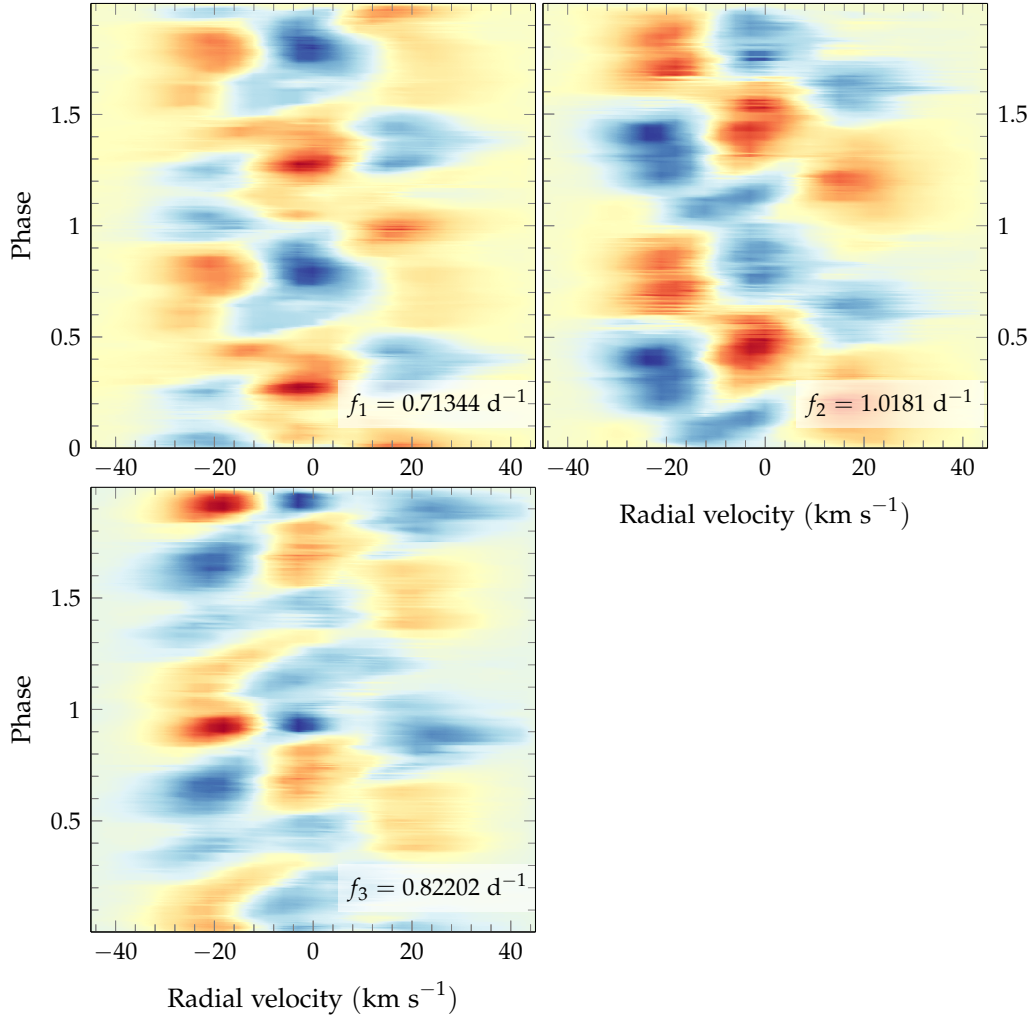 Phase
1.5
1
0.5
0
−40 −20 0 20 40
f₁ = 0.71344 d⁻¹
−40 −20 0 20 40
1.5
1
0.5
f₂ = 1.0181 d⁻¹
Radial velocity (km s⁻¹)
Phase
1.5
1
0.5
−40 −20 0 20 40
f₃ = 0.82202 d⁻¹
Radial velocity (km s⁻¹)